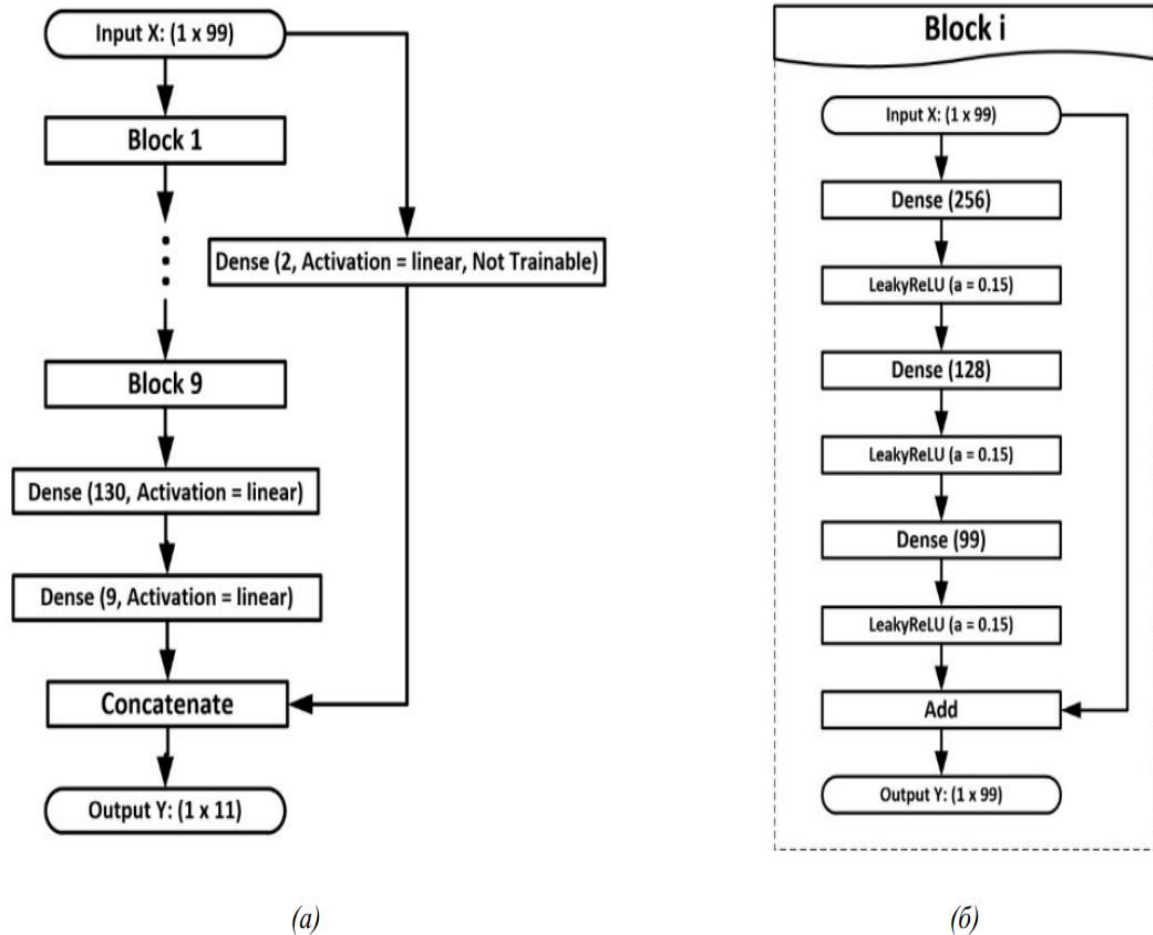 Input X: (1 x 99)
Block 1
Dense (2, Activation = linear, Not Trainable)
Block 9
Dense (130, Activation = linear)
Dense (9, Activation = linear)
Concatenate
Output Y: (1 x 11)
(а)
Block i
Input X: (1 x 99)
Dense (256)
LeakyReLU (a = 0.15)
Dense (128)
LeakyReLU (a = 0.15)
Dense (99)
LeakyReLU (a = 0.15)
Add
Output Y: (1 x 99)
(б)